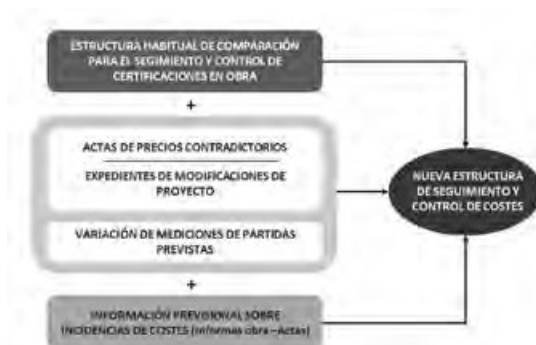 ESTRUCTURA HABITUAL DE COMPARACIÓN
PARA EL SEGIMIENTO Y CONTROL DE
CERTIFICACIONES EN OBRA
+
ACTAS DE PRECIOS CONTRADICTORIOS
EXPEDIENTES DE MODIFICACIONES DE
PROYECTO
VARIACIÓN DE MEDICIONES DE PARTIDAS
PREVISTAS
+
INFORMACIÓN PREVISIONAL SOBRE
INCIDENCIAS DE COSTES (Informes obra –Actas)
NUEVA ESTRUCTURA
DE SEGUIMIENTO Y
CONTROL DE COSTES